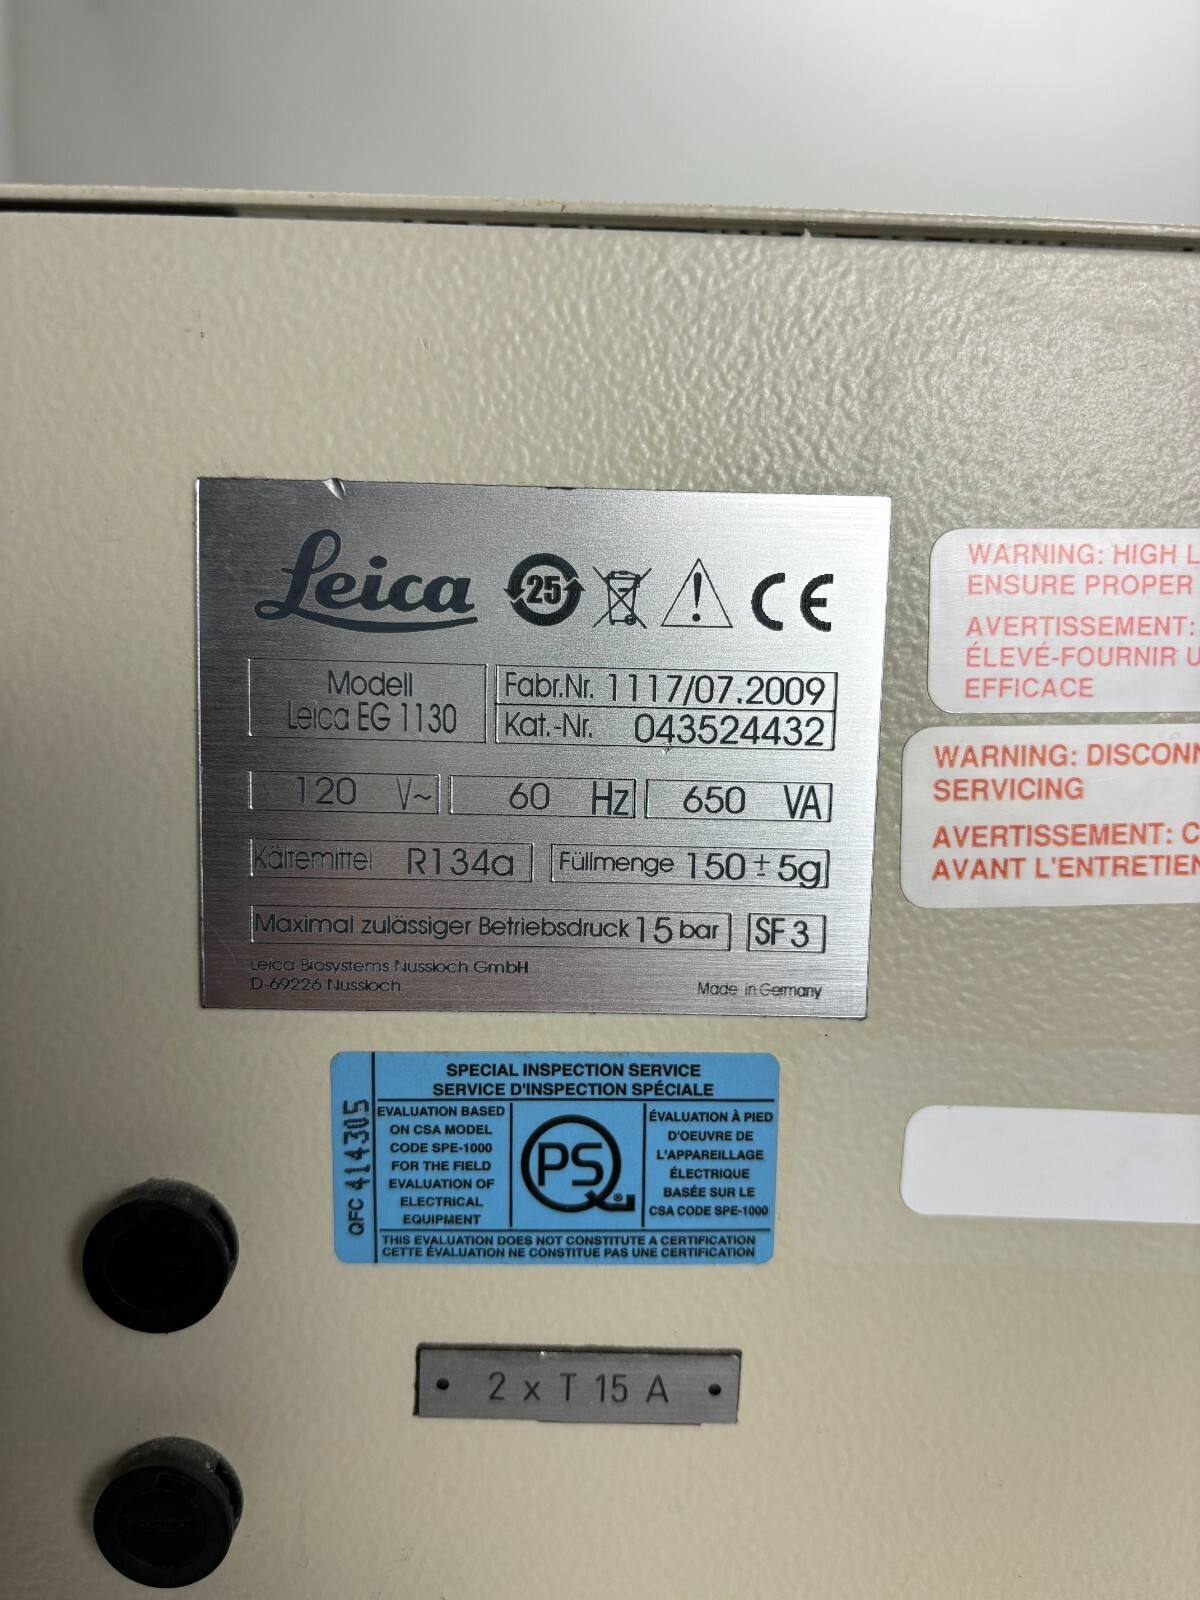 Leica 25 CE
Modell
Leica EG 1130
Fabr.Nr. 1117/07.2009
Kat.-Nr. 043524432
120 V~ 60 Hz 650 VA
Kältemittel R134a Füllmenge 150 ± 5g
Maximal zulässiger Betriebsdruck 15 bar SF 3
Leica Biosystems Nussloch GmbH
D-69226 Nussloch
Made in Germany
WARNING: HIGH L
ENSURE PROPER
AVERTISSEMENT:
ÉLEVÉ-FOURNIR U
EFFICACE
WARNING: DISCONN
SERVICING
AVERTISSEMENT: C
AVANT L'ENTRETIEN
SPECIAL INSPECTION SERVICE
SERVICE D'INSPECTION SPÉCIALE
QFC 414305
EVALUATION BASED
ON CSA MODEL
CODE SPE-1000
FOR THE FIELD
EVALUATION OF
ELECTRICAL
EQUIPMENT
PS®
ÉVALUATION À PIED
D'OEUVRE DE
L'APPAREILLAGE
ÉLECTRIQUE
BASÉE SUR LE
CSA CODE SPE-1000
THIS EVALUATION DOES NOT CONSTITUTE A CERTIFICATION
CETTE ÉVALUATION NE CONSTITUE PAS UNE CERTIFICATION
2 x T 15 A